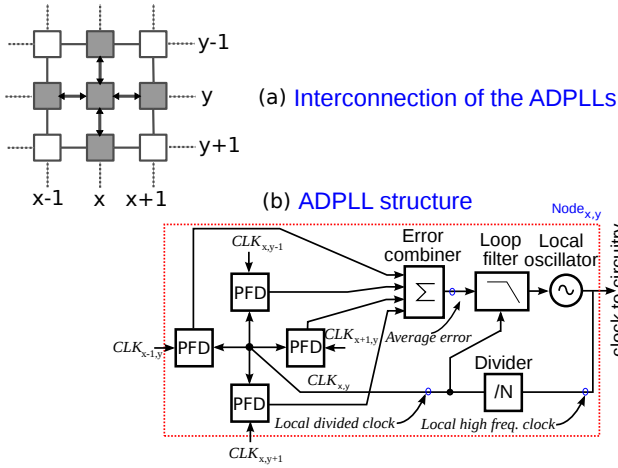 y-1
y
(a) Interconnection of the ADPLLs
y+1
x-1 x x+1
(b) ADPLL structure
Node x,y
Error combiner
Loop filter
Local oscillator
CLK x,y-1
PFD
Σ
~
clock to circuitry
PFD
CLK x-1,y
PFD
CLK x+1,y
Average error
CLK x,y
Divider
/N
PFD
Local divided clock
Local high freq. clock
CLK x,y+1